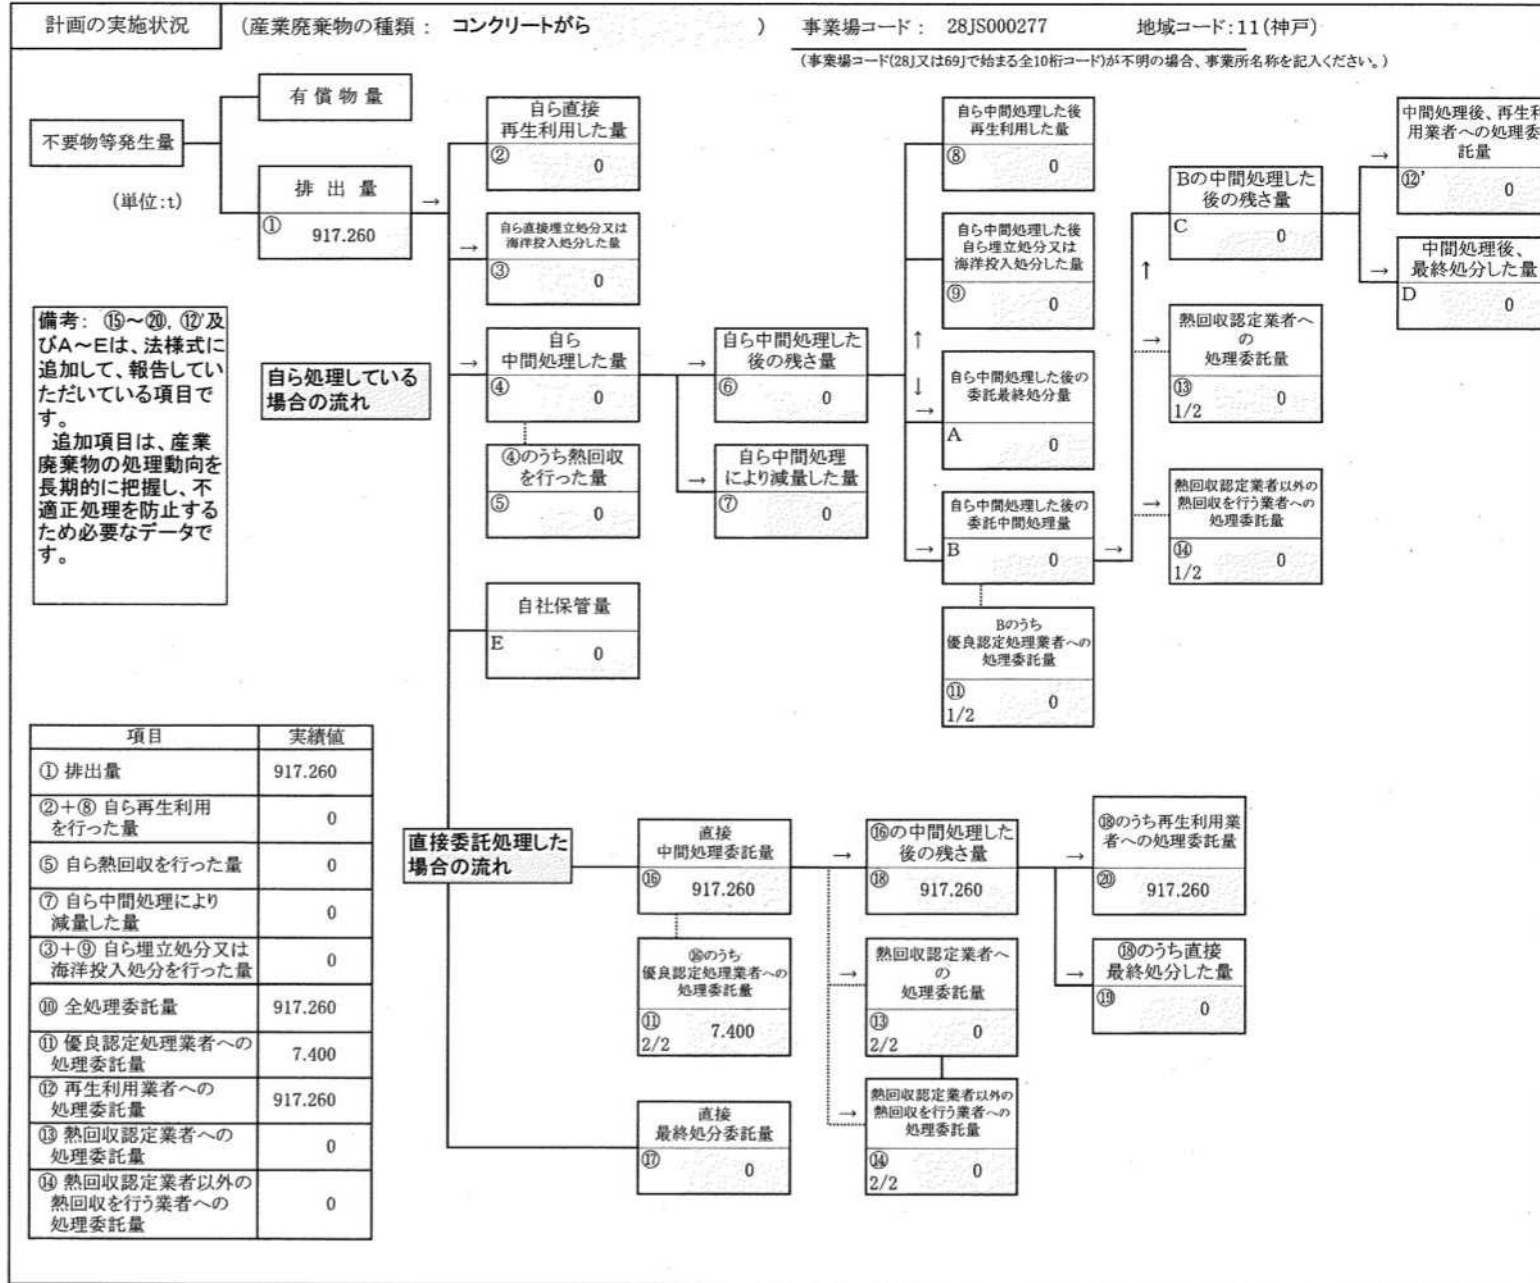 計画の実施状況
(産業廃棄物の種類： コンクリートがら )
事業場コード： 28JS000277 地域コード：11(神戸)
(事業場コード(28J又は69Jで始まる全10桁コード)が不明の場合、事業所名称を記入ください。)
不要物等発生量
(単位:t)
有償物量
排出量
① 917.260
→
自ら直接
再生利用した量
② 0
→
自ら直接埋立処分又は
海洋投入処分した量
③ 0
→
自ら
中間処理した量
④ 0
④のうち熱回収
を行った量
⑤ 0
自社保管量
E 0
備考： ⑮～⑳, ⑫'及
びA～Eは、法様式に
追加して、報告してい
ただいている項目で
す。
追加項目は、産業
廃棄物の処理動向を
長期的に把握し、不
適正処理を防止する
ため必要なデータで
す。
自ら処理している
場合の流れ
→
自ら中間処理した
後の残さ量
⑥ 0
→
自ら中間処理
により減量した量
⑦ 0
自ら中間処理した後
再生利用した量
⑧ 0
自ら中間処理した後
自ら埋立処分又は
海洋投入処分した量
⑨ 0
↑
↓
→
自ら中間処理した後の
委託最終処分量
A 0
→
自ら中間処理した後の
委託中間処理量
B 0
Bのうち
優良認定処理業者への
処理委託量
⑪
1/2 0
→
↑
Bの中間処理した
後の残さ量
C 0
→
熱回収認定業者へ
の
処理委託量
⑬
1/2 0
→
熱回収認定業者以外の
熱回収を行う業者への
処理委託量
⑭
1/2 0
→
中間処理後、再生利
用業者への処理委
託量
⑫' 0
→
中間処理後、
最終処分した量
D 0
項目 実績値
① 排出量 917.260
②＋⑧ 自ら再生利用
を行った量 0
⑤ 自ら熱回収を行った量 0
⑦ 自ら中間処理により
減量した量 0
③＋⑨ 自ら埋立処分又は
海洋投入処分を行った量 0
⑩ 全処理委託量 917.260
⑪ 優良認定処理業者への
処理委託量 7.400
⑫ 再生利用業者への
処理委託量 917.260
⑬ 熱回収認定業者への
処理委託量 0
⑭ 熱回収認定業者以外の
熱回収を行う業者への
処理委託量 0
直接委託処理した
場合の流れ
直接
中間処理委託量
⑯ 917.260
⑯のうち
優良認定処理業者への
処理委託量
⑪
2/2 7.400
直接
最終処分委託量
⑰ 0
→
⑯の中間処理した
後の残さ量
⑱ 917.260
→
熱回収認定業者へ
の
処理委託量
⑬
2/2 0
→
熱回収認定業者以外の
熱回収を行う業者への
処理委託量
⑭
2/2 0
→
⑱のうち再生利用業
者への処理委託量
⑳ 917.260
→
⑱のうち直接
最終処分した量
⑲ 0